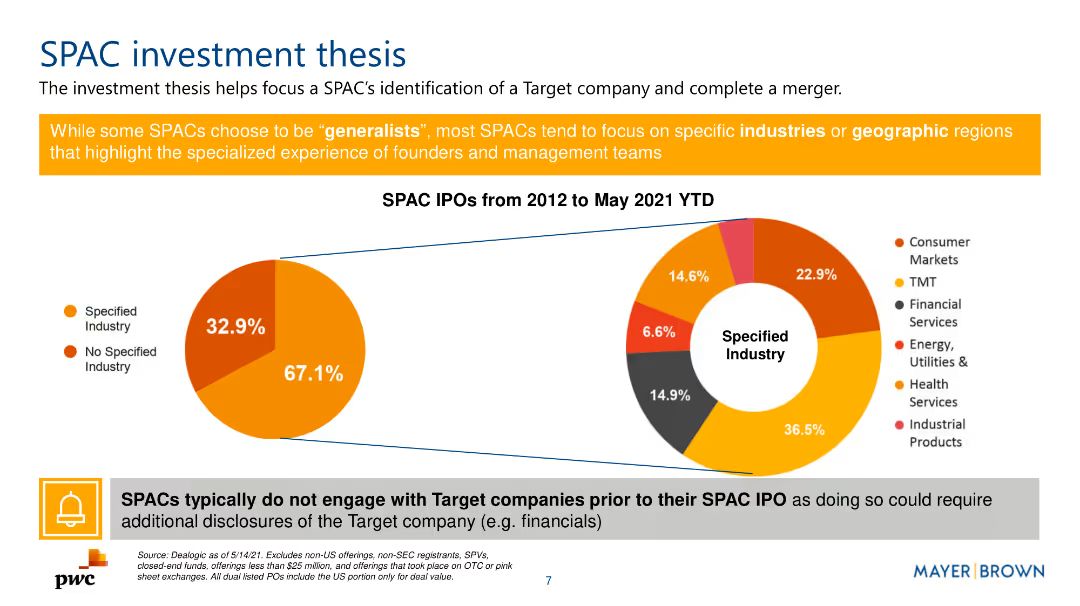 SPAC investment thesis
The investment thesis helps focus a SPAC's identification of a Target company and complete a merger.
While some SPACs choose to be “generalists”, most SPACs tend to focus on specific industries or geographic regions
that highlight the specialized experience of founders and management teams
SPAC IPOs from 2012 to May 2021 YTD
Specified
Industry
No Specified
Industry
32.9%
67.1%
14.6%
22.9%
6.6%
14.9%
36.5%
Specified
Industry
Consumer
Markets
TMT
Financial
Services
Energy,
Utilities &
Health
Services
Industrial
Products
SPACs typically do not engage with Target companies prior to their SPAC IPO as doing so could require
additional disclosures of the Target company (e.g. financials)
pwc
Source: Dealogic as of 5/14/21. Excludes non-US offerings, non-SEC registrants, SPVs,
closed-end funds, offerings less than $25 million, and offerings that took place on OTC or pink
sheet exchanges. All dual listed POs include the US portion only for deal value.
7
MAYER|BROWN